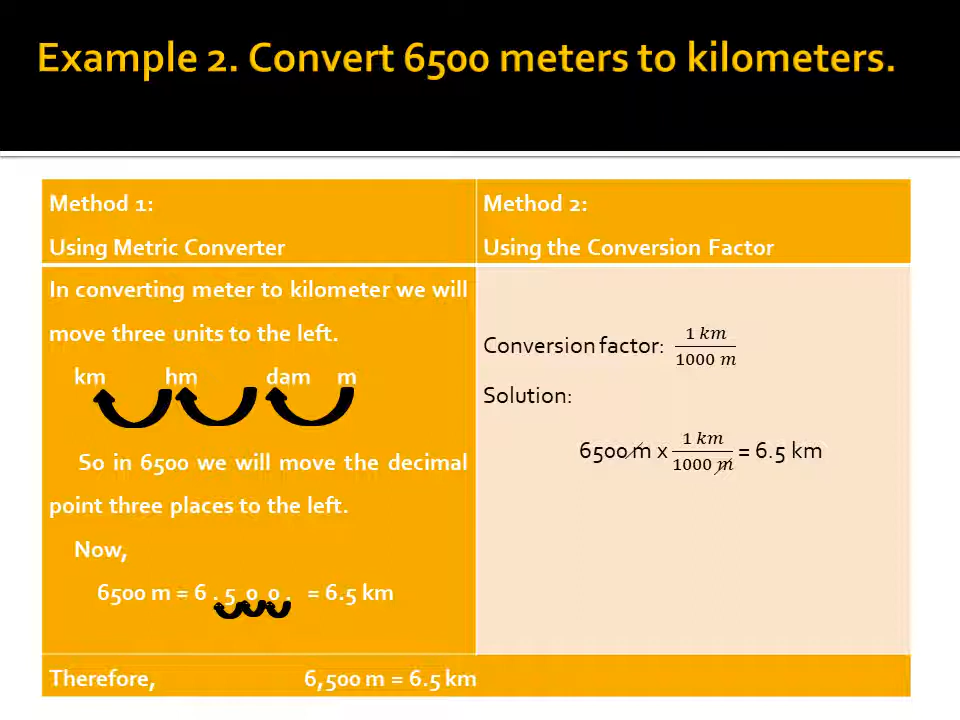 Example 2. Convert 6500 meters to kilometers.
Method 1:
Using Metric Converter
Method 2:
Using the Conversion Factor
In converting meter to kilometer we will
move three units to the left.
km hm dam m
So in 6500 we will move the decimal
point three places to the left.
Now,
6500 m = 6 . 5 0 0 . = 6.5 km
Conversion factor: 1 km / 1000 m
Solution:
6500 m x 1 km / 1000 m = 6.5 km
Therefore, 6,500 m = 6.5 km